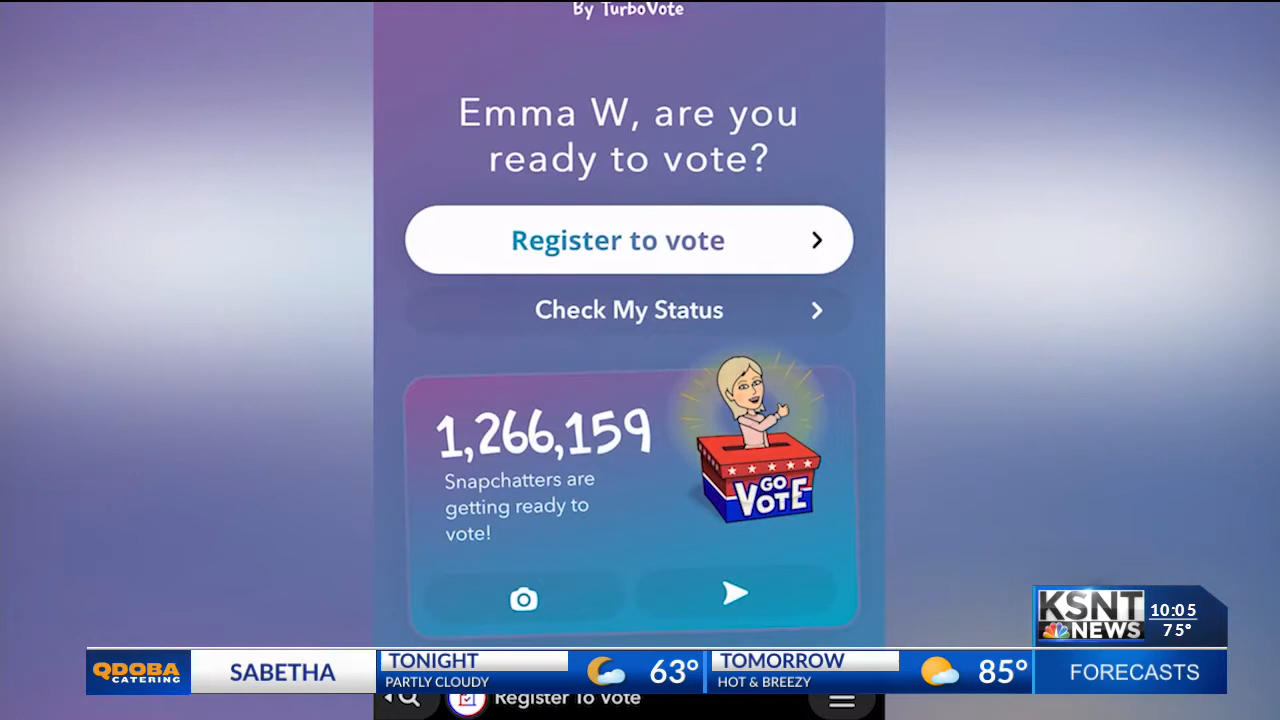 By TurboVote
Emma W, are you
ready to vote?
Register to vote
Check My Status
1,266,159
Snapchatters are
getting ready to
vote!
GO
VOTE
KSNT
NEWS
10:05
75°
QDOBA
CATERING
SABETHA
TONIGHT
PARTLY CLOUDY
63°
TOMORROW
HOT & BREEZY
85°
FORECASTS
Register To Vote